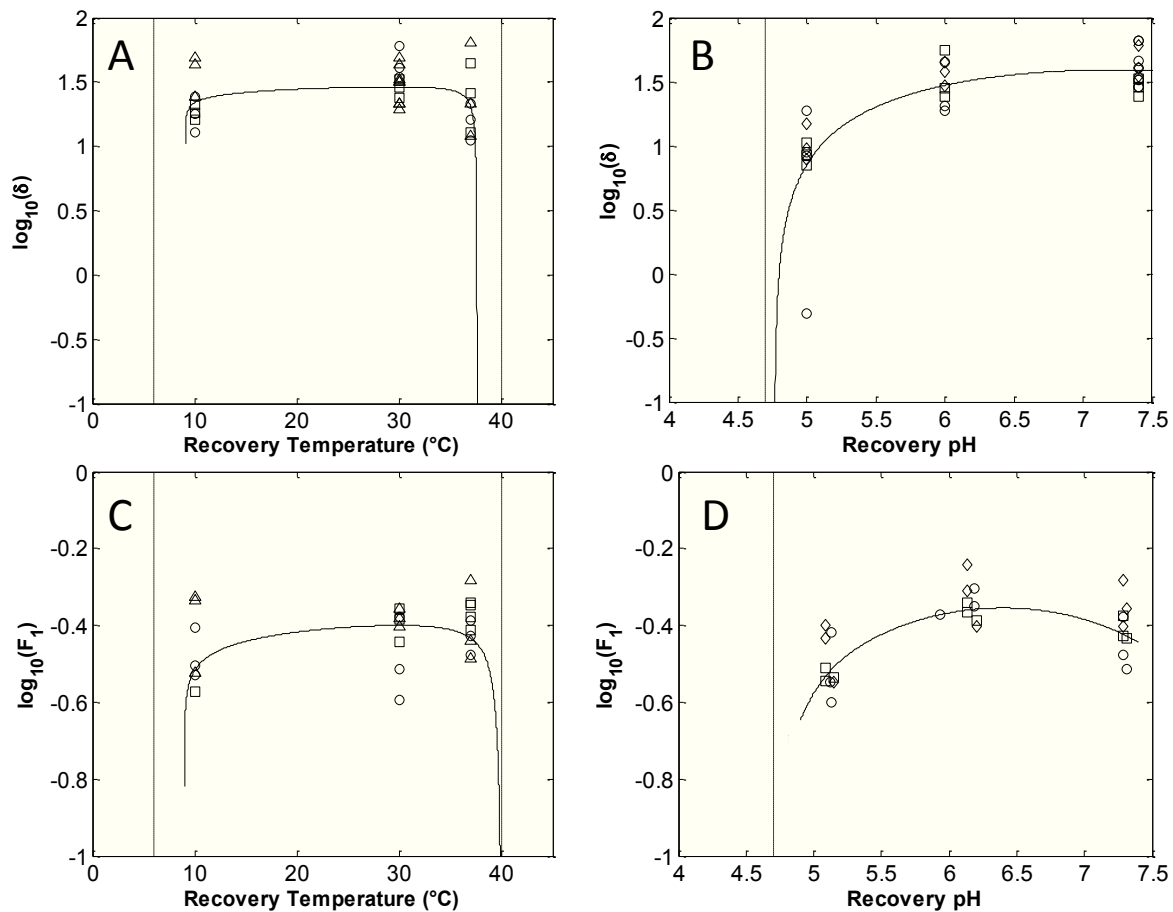 A
2
1.5
1
0.5
0
-0.5
-1
log10(δ)
0 10 20 30 40
Recovery Temperature (°C)
B
2
1.5
1
0.5
0
-0.5
-1
log10(δ)
4 4.5 5 5.5 6 6.5 7 7.5
Recovery pH
C
0
-0.2
-0.4
-0.6
-0.8
-1
log10(F1)
0 10 20 30 40
Recovery Temperature (°C)
D
0
-0.2
-0.4
-0.6
-0.8
-1
log10(F1)
4 4.5 5 5.5 6 6.5 7 7.5
Recovery pH